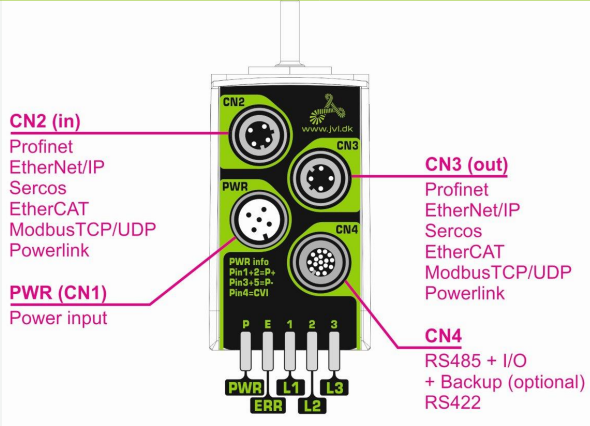 CN2 (in)
Profinet
EtherNet/IP
Sercos
EtherCAT
ModbusTCP/UDP
Powerlink
PWR (CN1)
Power input
CN2
www.jvl.dk
CN3
PWR
CN4
PWR info
Pin1+2=P+
Pin3+5=P-
Pin4=CVI
P E 1 2 3
PWR L1 L3
ERR L2
CN3 (out)
Profinet
EtherNet/IP
Sercos
EtherCAT
ModbusTCP/UDP
Powerlink
CN4
RS485 + I/O
+ Backup (optional)
RS422